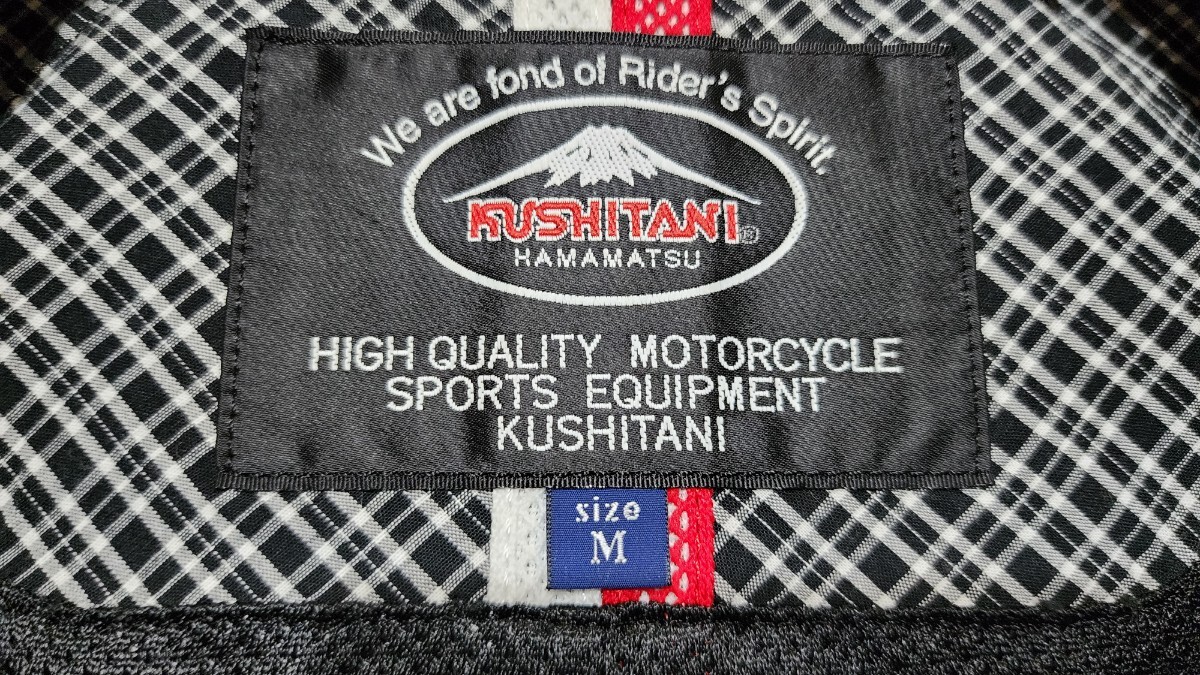 We are fond of Rider's Spirit.
KUSHITANI®
HAMAMATSU
HIGH QUALITY MOTORCYCLE
SPORTS EQUIPMENT
KUSHITANI
size
M